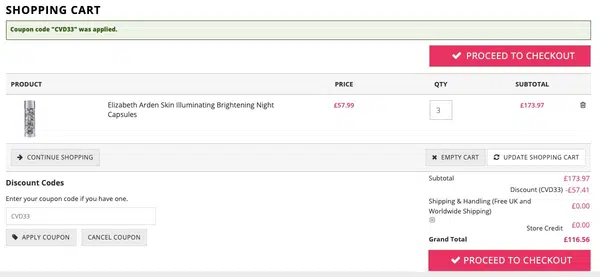 SHOPPING CART
Coupon code "CVD33" was applied.
PROCEED TO CHECKOUT
PRODUCT PRICE QTY SUBTOTAL
Elizabeth Arden Skin Illuminating Brightening Night £57.99 3 £173.97
Capsules
CONTINUE SHOPPING EMPTY CART UPDATE SHOPPING CART
Discount Codes
Enter your coupon code if you have one.
CVD33
APPLY COUPON CANCEL COUPON
Subtotal £173.97
Discount (CVD33) -£57.41
Shipping & Handling (Free UK and £0.00
Worldwide Shipping)
Store Credit £0.00
Grand Total £116.56
PROCEED TO CHECKOUT